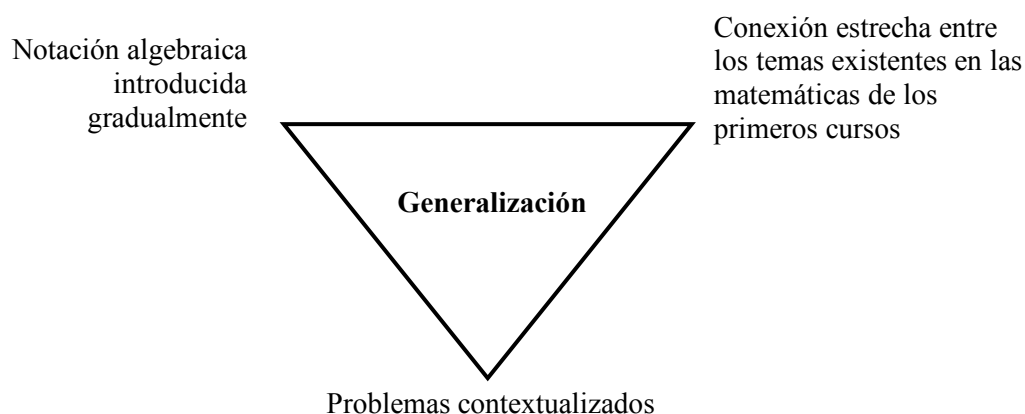 Notación algebraica
introducida
gradualmente
Conexión estrecha entre
los temas existentes en las
matemáticas de los
primeros cursos
Generalización
Problemas contextualizados